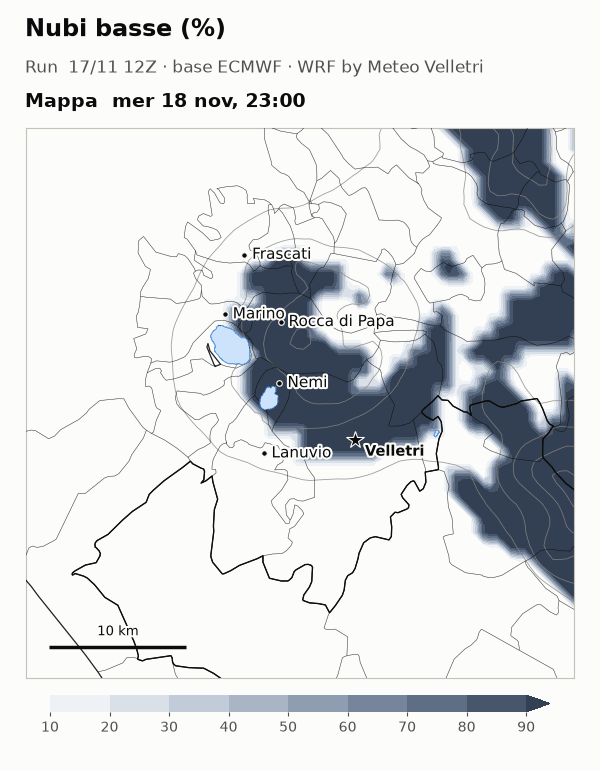 Nubi basse (%)
Run  17/11 12Z · base ECMWF · WRF by Meteo Velletri
Mappa  mer 18 nov, 23:00
Frascati
Marino
Rocca di Papa
Nemi
Velletri
Lanuvio
10 km
10 20 30 40 50 60 70 80 90